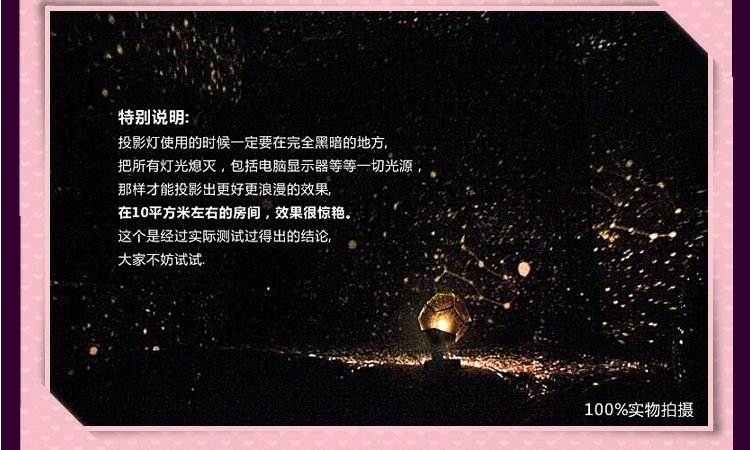 特别说明:
投影灯使用的时候一定要在完全黑暗的地方,
把所有灯光熄灭，包括电脑显示器等等一切光源，
那样才能投影出更好更浪漫的效果,
在10平方米左右的房间，效果很惊艳。
这个是经过实际测试过得出的结论,
大家不妨试试.
100%实物拍摄